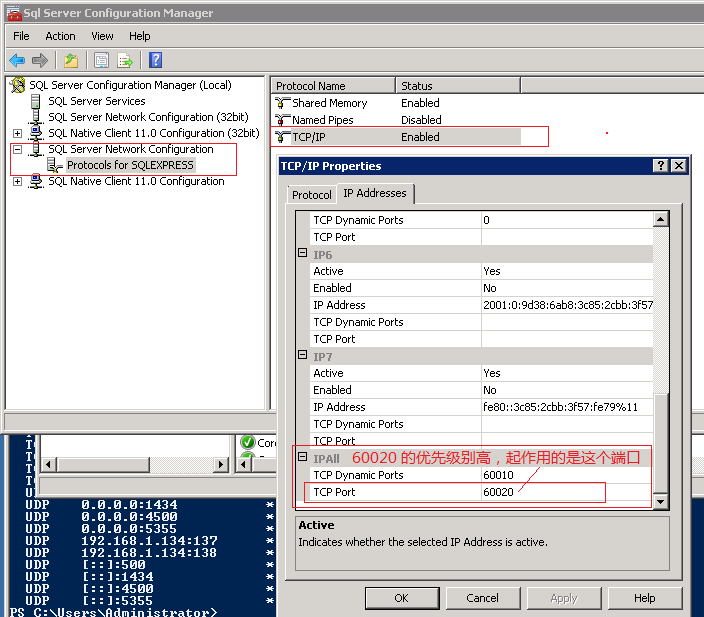 Sql Server Configuration Manager
File Action View Help
SQL Server Configuration Manager (Local)
SQL Server Services
SQL Server Network Configuration (32bit)
SQL Native Client 11.0 Configuration (32bit)
SQL Server Network Configuration
Protocols for SQLEXPRESS
SQL Native Client 11.0 Configuration
Protocol Name Status
Shared Memory Enabled
Named Pipes Disabled
TCP/IP Enabled
TCP/IP Properties
Protocol IP Addresses
TCP Dynamic Ports 0
TCP Port
IP6
Active Yes
Enabled No
IP Address 2001:0:9d38:6ab8:3c85:2cbb:3f57
TCP Dynamic Ports
TCP Port
IP7
Active Yes
Enabled No
IP Address fe80::3c85:2cbb:3f57:fe79%11
TCP Dynamic Ports
TCP Port
IPAll 60020 的优先级别高，起作用的是这个端口
TCP Dynamic Ports 60010
TCP Port 60020
Active
Indicates whether the selected IP Address is active.
OK Cancel Apply Help
UDP 0.0.0.0:1434 *
UDP 0.0.0.0:4500 *
UDP 0.0.0.0:5355 *
UDP 192.168.1.134:137 *
UDP 192.168.1.134:138 *
UDP [::]:500 *
UDP [::]:1434 *
UDP [::]:4500 *
UDP [::]:5355 *
PS C:\Users\Administrator>